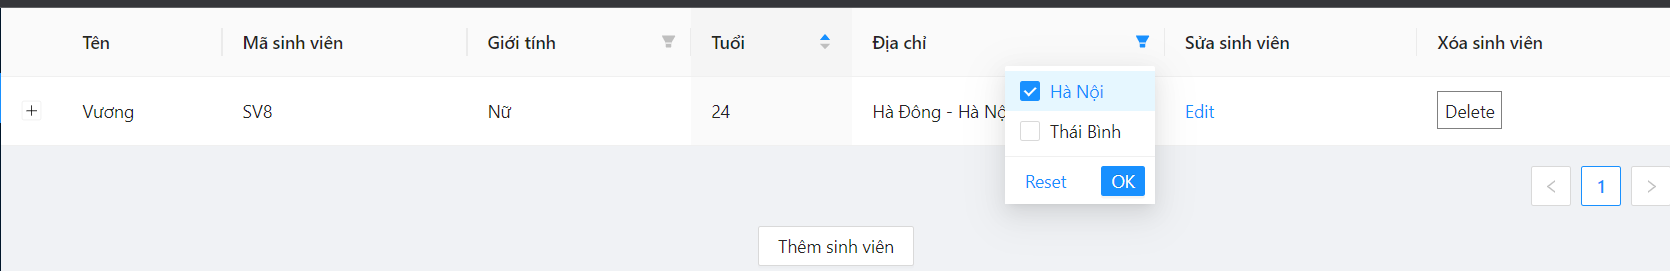 Tên Mã sinh viên Giới tính Tuổi Địa chỉ Sửa sinh viên Xóa sinh viên
Vương SV8 Nữ 24 Hà Đông - Hà Edit Delete
Hà Nội
Thái Bình
Reset OK
1
Thêm sinh viên